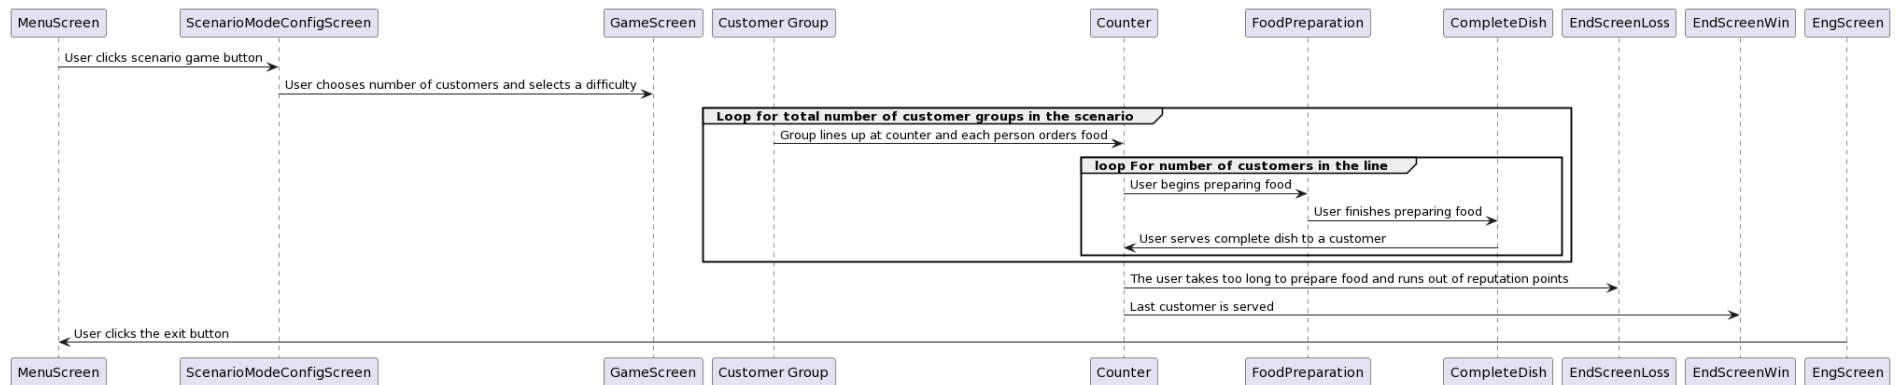 MenuScreen ScenarioModeConfigScreen GameScreen Customer Group Counter FoodPreparation CompleteDish EndScreenLoss EndScreenWin EngScreen
User clicks scenario game button
User chooses number of customers and selects a difficulty
Loop for total number of customer groups in the scenario
Group lines up at counter and each person orders food
loop For number of customers in the line
User begins preparing food
User finishes preparing food
User serves complete dish to a customer
The user takes too long to prepare food and runs out of reputation points
Last customer is served
User clicks the exit button
MenuScreen ScenarioModeConfigScreen GameScreen Customer Group Counter FoodPreparation CompleteDish EndScreenLoss EndScreenWin EngScreen